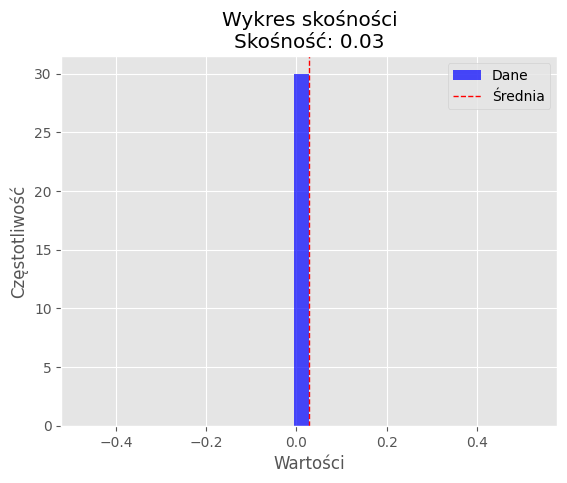 Wykres skośności
Skośność: 0.03
Dane
Średnia
Częstotliwość
30
25
20
15
10
5
0
−0.4
−0.2
0.0
0.2
0.4
Wartości